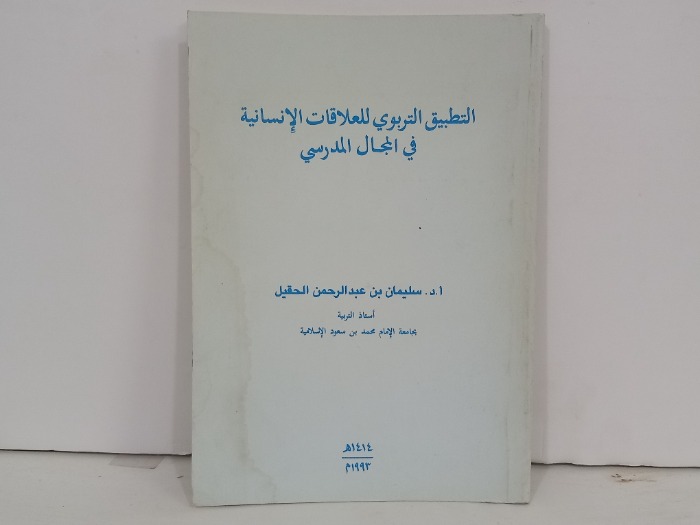 التطبيق التربوي للعلاقات الإنسانية
في المجال المدرسي
أ.د. سليمان بن عبدالرحمن الحقيل
أستاذ التربية
بجامعة الإمام محمد بن سعود الإسلامية
١٤١٤هـ
١٩٩٣م